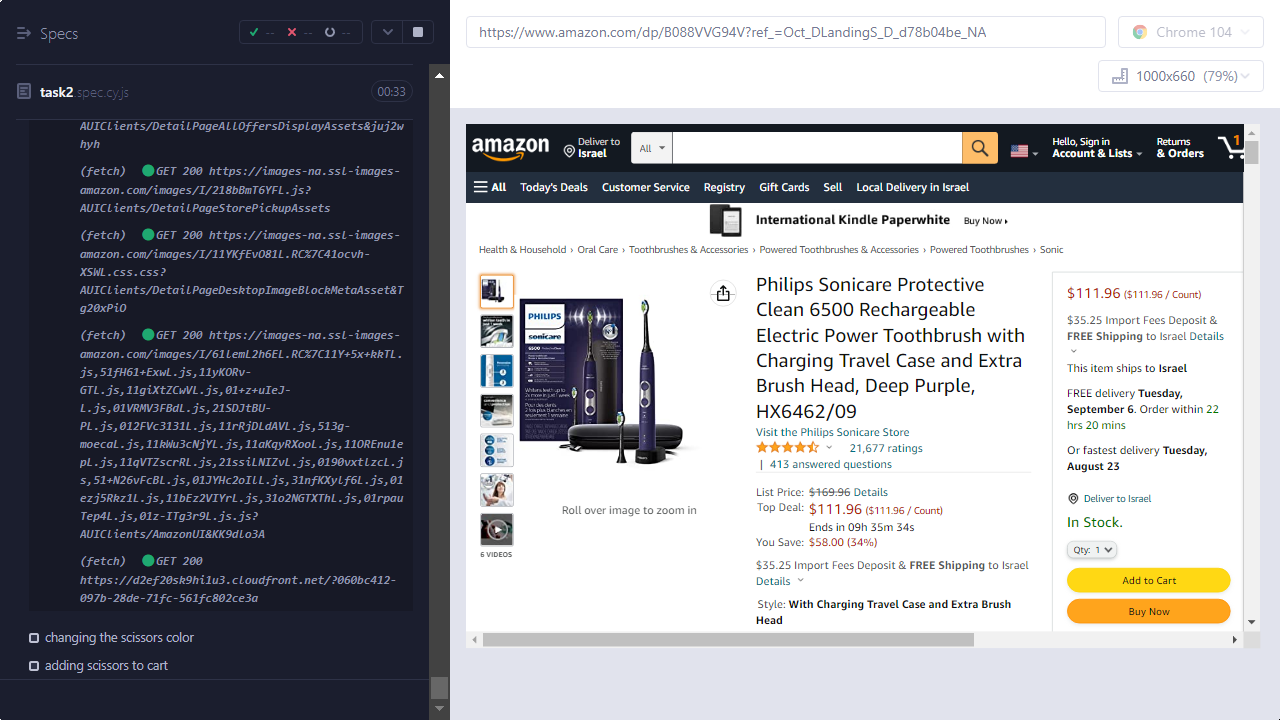 Specs
-- -- --
task2.spec.cy.js 00:33
AUIClients/DetailPageAllOffersDisplayAssets&juj2w
hyh
(fetch) GET 200 https://images-na.ssl-images-
amazon.com/images/I/218bBmT6YFL.js?
AUIClients/DetailPageStorePickupAssets
(fetch) GET 200 https://images-na.ssl-images-
amazon.com/images/I/11YKfEvO81L.RC%7C41ocvh-
XSWL.css.css?
AUIClients/DetailPageDesktopImageBlockMetaAsset&T
g20xPiO
(fetch) GET 200 https://images-na.ssl-images-
amazon.com/images/I/61lemL2h6EL.RC%7C11Y+5x+kkTL.
js,51fH61+ExwL.js,11yKORv-
GTL.js,11giXtZCwVL.js,01+z+uIeJ-
L.js,01VRMV3FBdL.js,21SDJtBU-
PL.js,012FVc3131L.js,11rRjDLdAVL.js,513g-
moecaL.js,11kWu3cNjYL.js,11aKayRXooL.js,11OREnu1e
pL.js,11qVTZscrRL.js,21ssiLNIZvL.js,0190vxtlzcL.j
s,51+N26vFcBL.js,01JYHc2oIlL.js,31nfKXylf6L.js,01
ezj5Rkz1L.js,11bEz2VIYrL.js,31o2NGTXThL.js,01rpau
Tep4L.js,01z-ITg3r9L.js.js?
AUIClients/AmazonUI&KK9dlo3A
(fetch) GET 200
https://d2ef20sk9hi1u3.cloudfront.net/?060bc412-
097b-28de-71fc-561fc802ce3a
changing the scissors color
adding scissors to cart
https://www.amazon.com/dp/B088VVG94V?ref_=Oct_DLandingS_D_d78b04be_NA
Chrome 104
1000x660 (79%)
amazon
Deliver to
Israel
All
Hello, Sign in
Account & Lists
Returns
& Orders
1
All Today's Deals Customer Service Registry Gift Cards Sell Local Delivery in Israel
International Kindle Paperwhite Buy Now
Health & Household › Oral Care › Toothbrushes & Accessories › Powered Toothbrushes & Accessories › Powered Toothbrushes › Sonic
PHILIPS
sonicare
6500
Roll over image to zoom in
6 VIDEOS
Philips Sonicare Protective
Clean 6500 Rechargeable
Electric Power Toothbrush with
Charging Travel Case and Extra
Brush Head, Deep Purple,
HX6462/09
Visit the Philips Sonicare Store
21,677 ratings
| 413 answered questions
List Price: $169.96 Details
Top Deal: $111.96 ($111.96 / Count)
Ends in 09h 35m 34s
You Save: $58.00 (34%)
$35.25 Import Fees Deposit & FREE Shipping to Israel
Details
Style: With Charging Travel Case and Extra Brush
Head
$111.96 ($111.96 / Count)
$35.25 Import Fees Deposit &
FREE Shipping to Israel Details
This item ships to Israel
FREE delivery Tuesday,
September 6. Order within 22
hrs 20 mins
Or fastest delivery Tuesday,
August 23
Deliver to Israel
In Stock.
Qty: 1
Add to Cart
Buy Now